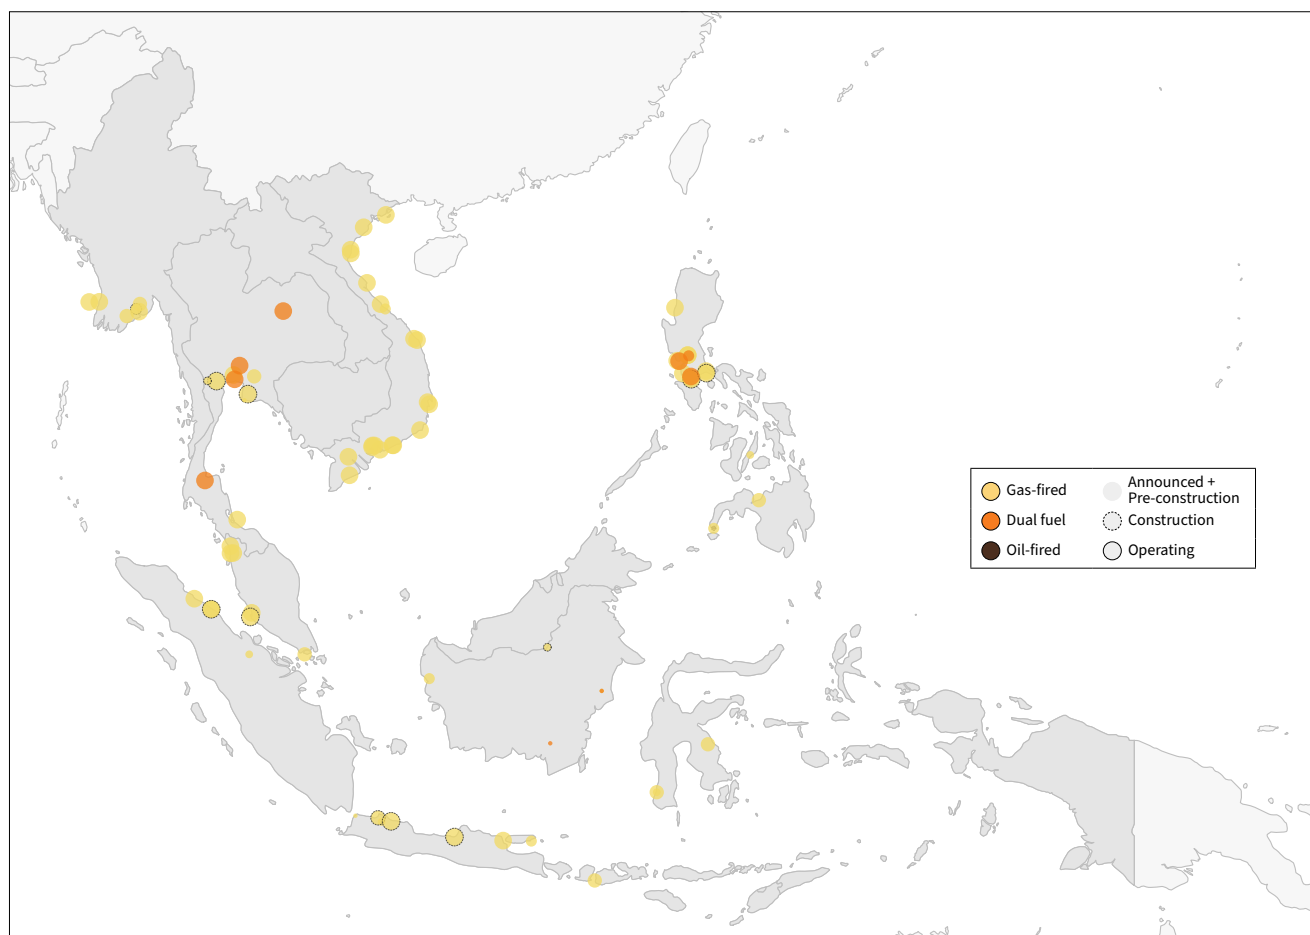 Gas-fired
Dual fuel
Oil-fired
Announced +
Pre-construction
Construction
Operating